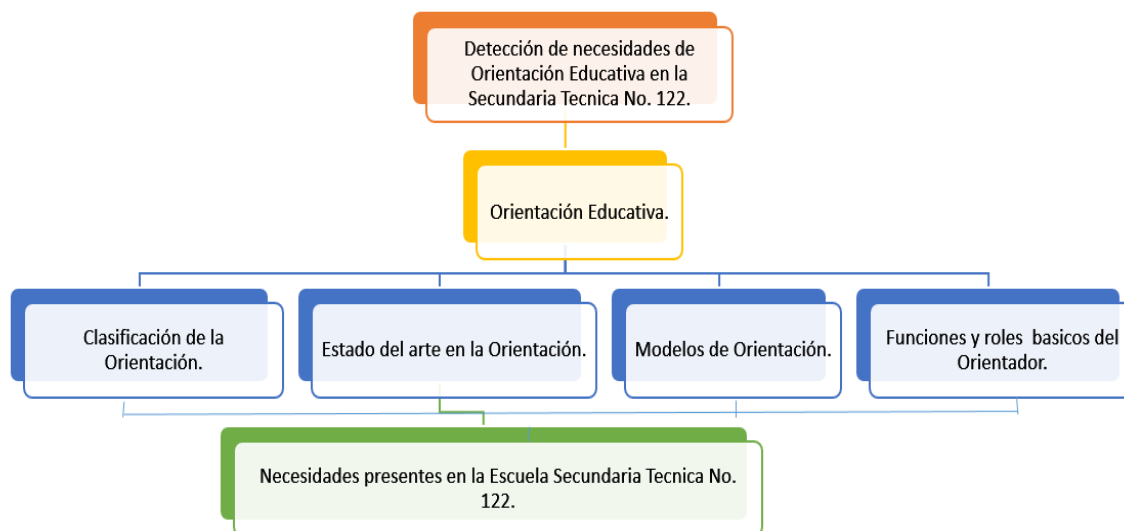 Detección de necesidades de
Orientación Educativa en la
Secundaria Tecnica No. 122.
Orientación Educativa.
Clasificación de la
Orientación.
Estado del arte en la Orientación.
Modelos de Orientación.
Funciones y roles basicos del
Orientador.
Necesidades presentes en la Escuela Secundaria Tecnica No.
122.